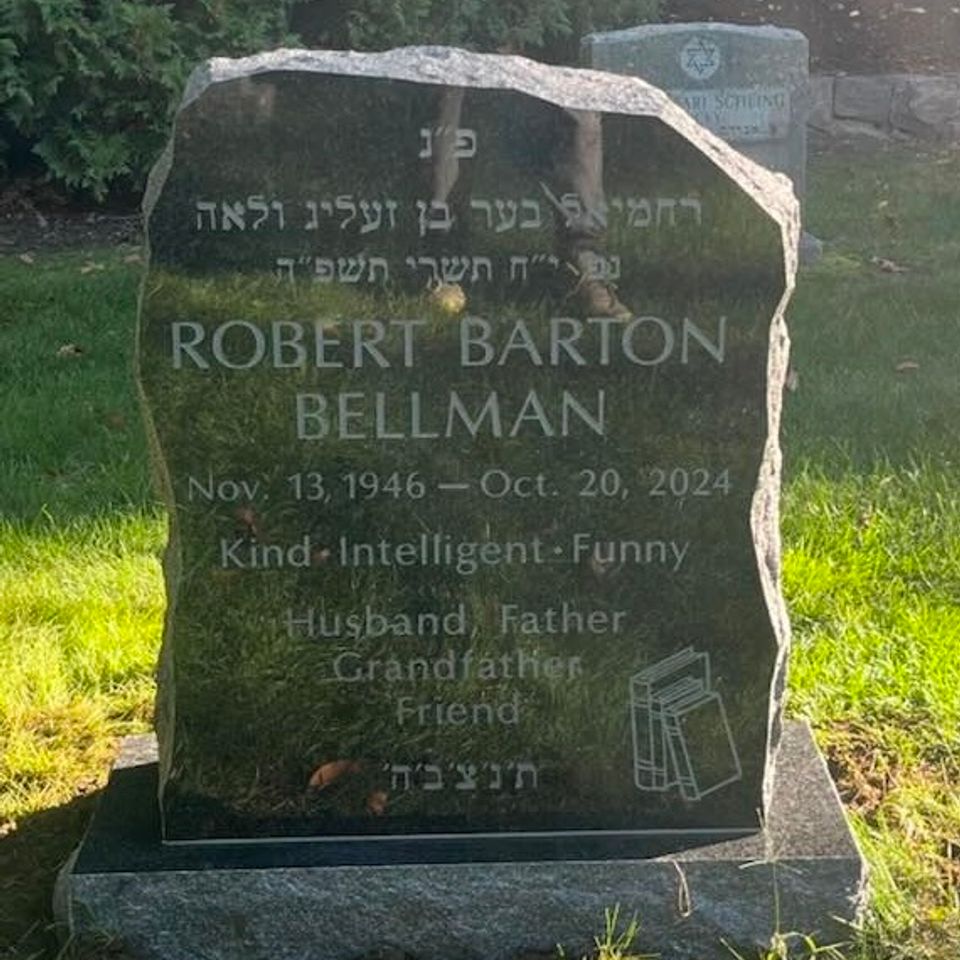 פ״נ
רחמיאל בער בן זעליג ולאה
נפ׳ י״ח תשרי תשפ״ה
ROBERT BARTON
BELLMAN
Nov. 13, 1946 – Oct. 20, 2024
Kind · Intelligent · Funny
Husband, Father
Grandfather
Friend
ת׳נ׳צ׳ב׳ה׳